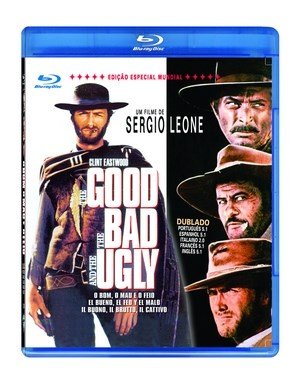 Blu-ray Disc
Blu-ray Disc
EDIÇÃO ESPECIAL MUNDIAL
UM FILME DE
SERGIO LEONE
CLINT EASTWOOD
THE GOOD
THE BAD
AND THE UGLY
O BOM, O MAU E O FEIO
EL BUENO, EL FEO Y EL MALO
IL BUONO, IL BRUTTO, IL CATTIVO
DUBLADO
PORTUGUÊS 5.1
ESPANHOL 5.1
ITALAINO 2.0
FRANCÊS 5.1
INGLÊS 5.1